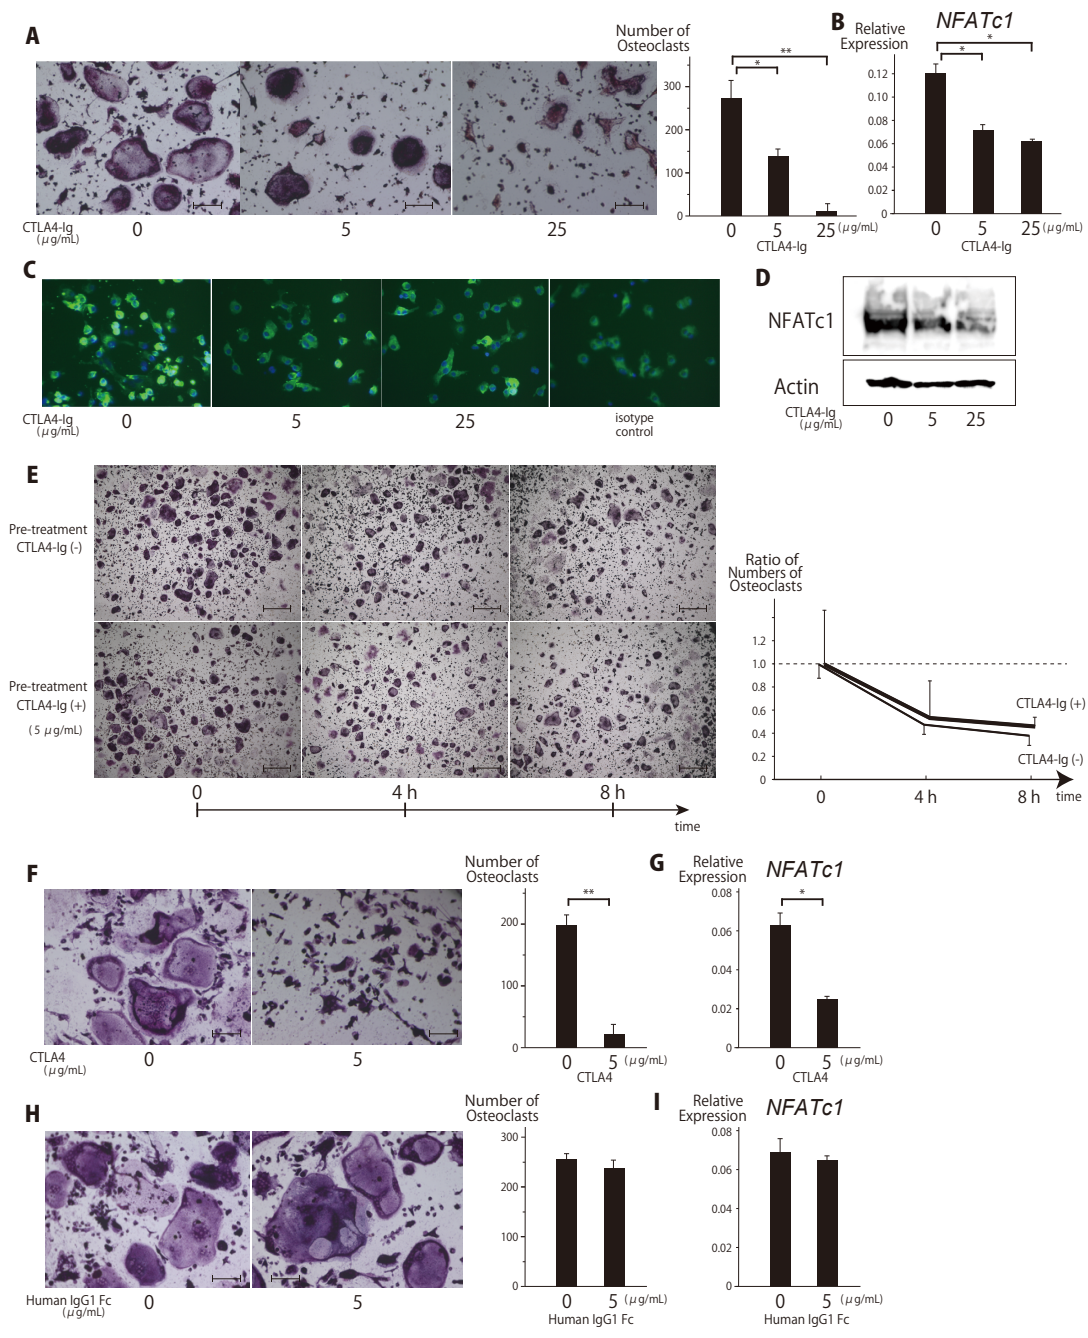 A
CTLA4-Ig
(μg/mL)
0
5
25
Number of
Osteoclasts
300
200
100
0
*
**
0
5
25 (μg/mL)
CTLA4-Ig
B
Relative
Expression
NFATc1
0.12
0.10
0.08
0.06
0.04
0.02
0
*
*
0
5
25 (μg/mL)
CTLA4-Ig
C
CTLA4-Ig
(μg/mL)
0
5
25
isotype
control
D
NFATc1
Actin
CTLA4-Ig
(μg/mL)
0
5
25
E
Pre-treatment
CTLA4-Ig (-)
Pre-treatment
CTLA4-Ig (+)
(5 μg/mL)
0
4 h
8 h
time
Ratio of
Numbers of
Osteoclasts
1.2
1.0
0.8
0.6
0.4
0.2
0
CTLA4-Ig (+)
CTLA4-Ig (-)
0
4 h
8 h
time
F
CTLA4
(μg/mL)
0
5
Number of
Osteoclasts
200
100
0
**
0
5 (μg/mL)
CTLA4
G
Relative
Expression
NFATc1
0.08
0.06
0.04
0.02
0
*
0
5 (μg/mL)
CTLA4
H
Human IgG1 Fc
(μg/mL)
0
5
Number of
Osteoclasts
300
200
100
0
0
5 (μg/mL)
Human IgG1 Fc
I
Relative
Expression
NFATc1
0.08
0.06
0.04
0.02
0
0
5 (μg/mL)
Human IgG1 Fc